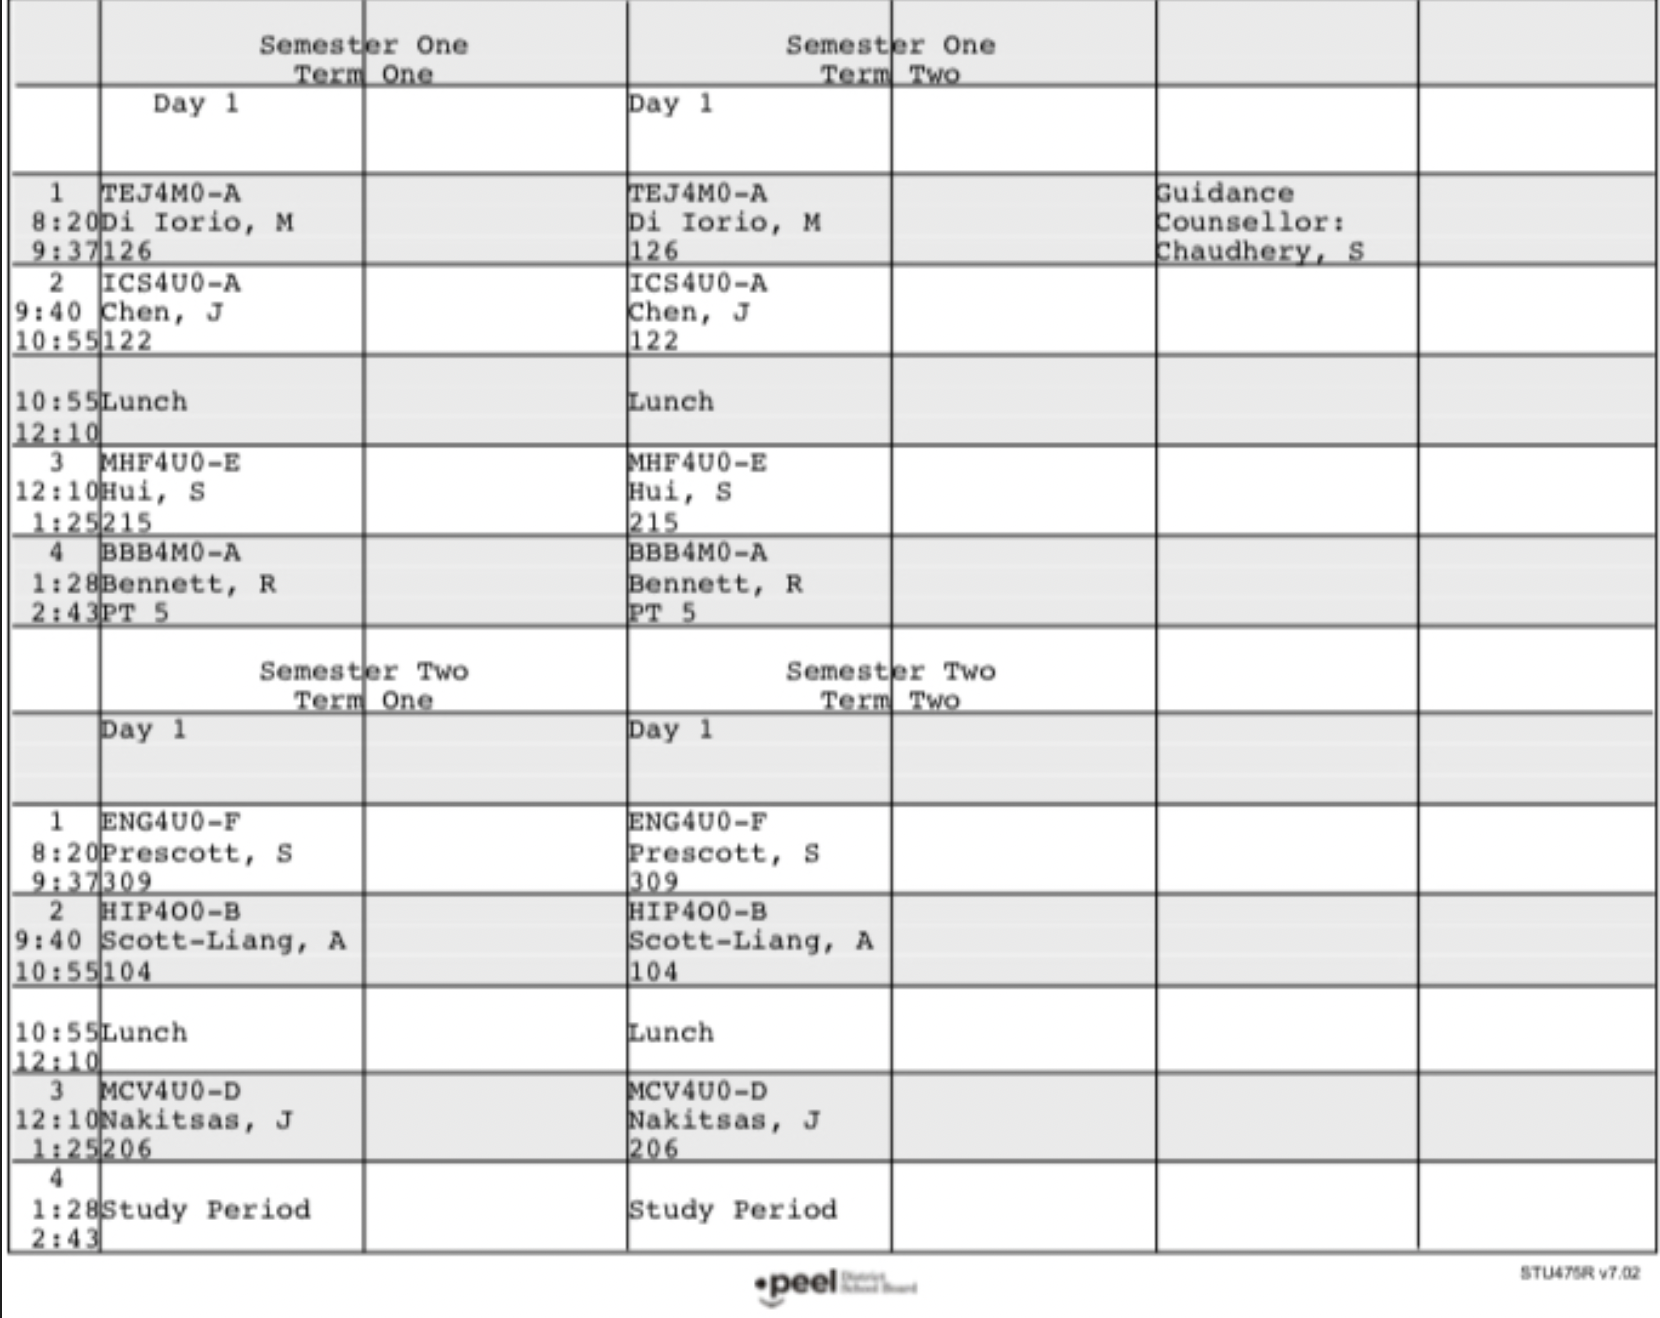 Semester One Semester One
Term One Term Two
Day 1 Day 1
1 TEJ4M0-A TEJ4M0-A Guidance
8:20 Di Iorio, M Di Iorio, M Counsellor:
9:37 126 126 Chaudhery, S
2 ICS4U0-A ICS4U0-A
9:40 Chen, J Chen, J
10:55 122 122
10:55 Lunch Lunch
12:10
3 MHF4U0-E MHF4U0-E
12:10 Hui, S Hui, S
1:25 215 215
4 BBB4M0-A BBB4M0-A
1:28 Bennett, R Bennett, R
2:43 PT 5 PT 5
Semester Two Semester Two
Term One Term Two
Day 1 Day 1
1 ENG4U0-F ENG4U0-F
8:20 Prescott, S Prescott, S
9:37 309 309
2 HIP4O0-B HIP4O0-B
9:40 Scott-Liang, A Scott-Liang, A
10:55 104 104
10:55 Lunch Lunch
12:10
3 MCV4U0-D MCV4U0-D
12:10 Nakitsas, J Nakitsas, J
1:25 206 206
4
1:28 Study Period Study Period
2:43
peel District School Board
STU475R v7.02